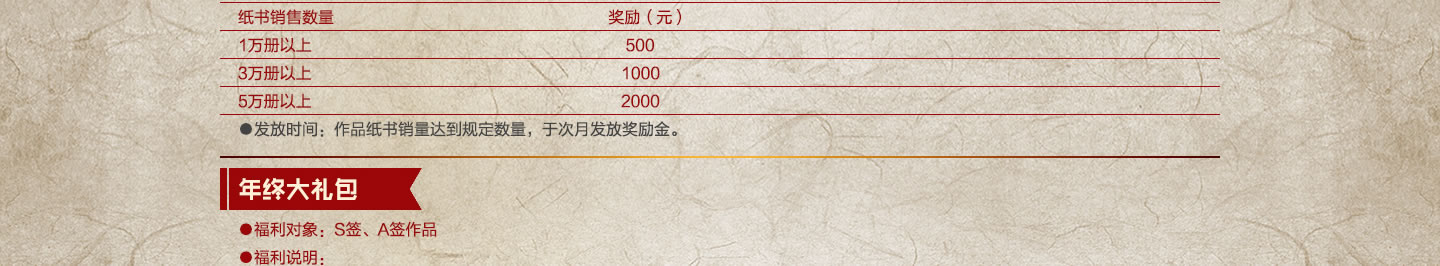 纸书销售数量 奖励（元）
1万册以上 500
3万册以上 1000
5万册以上 2000
●发放时间：作品纸书销量达到规定数量，于次月发放奖励金。
年终大礼包
●福利对象：S签、A签作品
●福利说明：